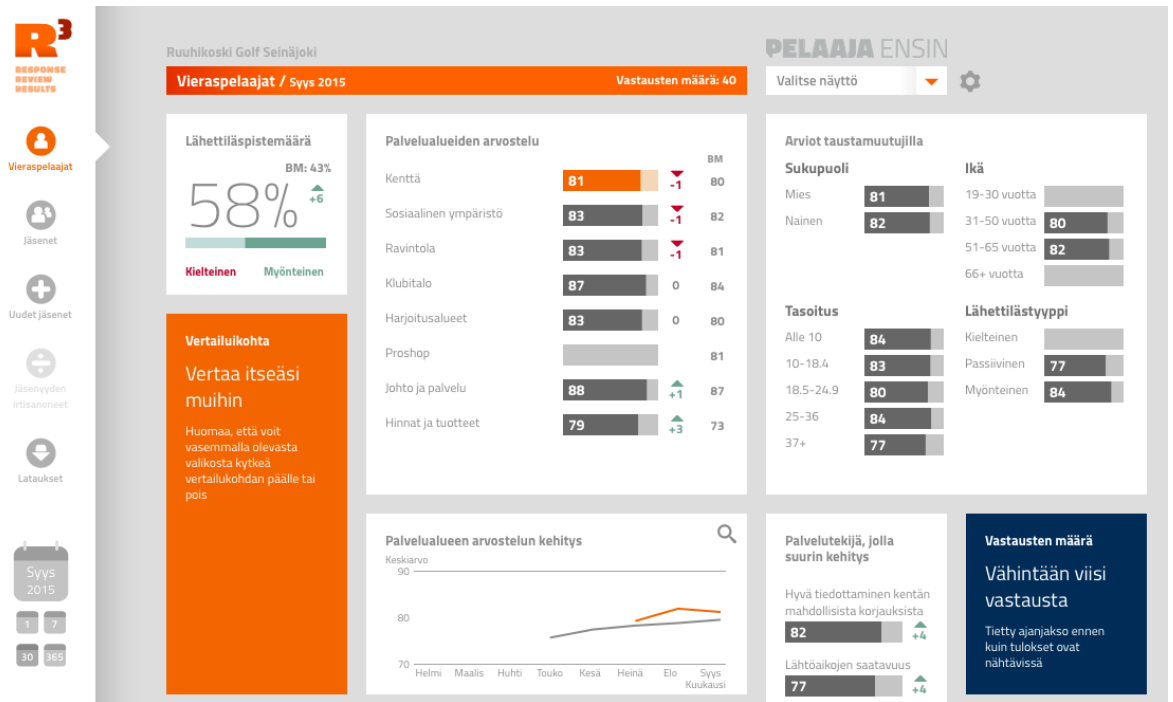 R3
RESPONSE
REVIEW
RESULTS
Vieraspelaajat
Jäsenet
Uudet jäsenet
Jäsenyyden
irtisanoneet
Lataukset
Syys
2015
1 7
30 365
Ruuhikoski Golf Seinäjoki
Vieraspelaajat / Syys 2015 Vastausten määrä: 40
PELAAJA ENSIN
Valitse näyttö
Lähettiläspistemäärä
BM: 43%
58% +6
Kielteinen Myönteinen
Vertailuikohta
Vertaa itseäsi
muihin
Huomaa, että voit
vasemmalla olevasta
valikosta kytkeä
vertailukohdan päälle tai
pois
Palvelualueiden arvostelu
BM
Kenttä 81 -1 80
Sosiaalinen ympäristö 83 -1 82
Ravintola 83 -1 81
Klubitalo 87 0 84
Harjoitusalueet 83 0 80
Proshop 81
Johto ja palvelu 88 +1 87
Hinnat ja tuotteet 79 +3 73
Arviot taustamuutujilla
Sukupuoli
Mies 81
Nainen 82
Ikä
19-30 vuotta
31-50 vuotta 80
51-65 vuotta 82
66+ vuotta
Tasoitus
Alle 10 84
10-18.4 83
18.5-24.9 80
25-36 84
37+ 77
Lähettilästyyppi
Kielteinen
Passiivinen 77
Myönteinen 84
Palvelualueen arvostelun kehitys
Keskiarvo
90
80
70
Helmi Maalis Huhti Touko Kesä Heinä Elo Syys
Kuukausi
Palvelutekijä, jolla
suurin kehitys
Hyvä tiedottaminen kentän
mahdollisista korjauksista
82 +4
Lähtöaikojen saatavuus
77 +4
Vastausten määrä
Vähintään viisi
vastausta
Tietty ajanjakso ennen
kuin tulokset ovat
nähtävissä